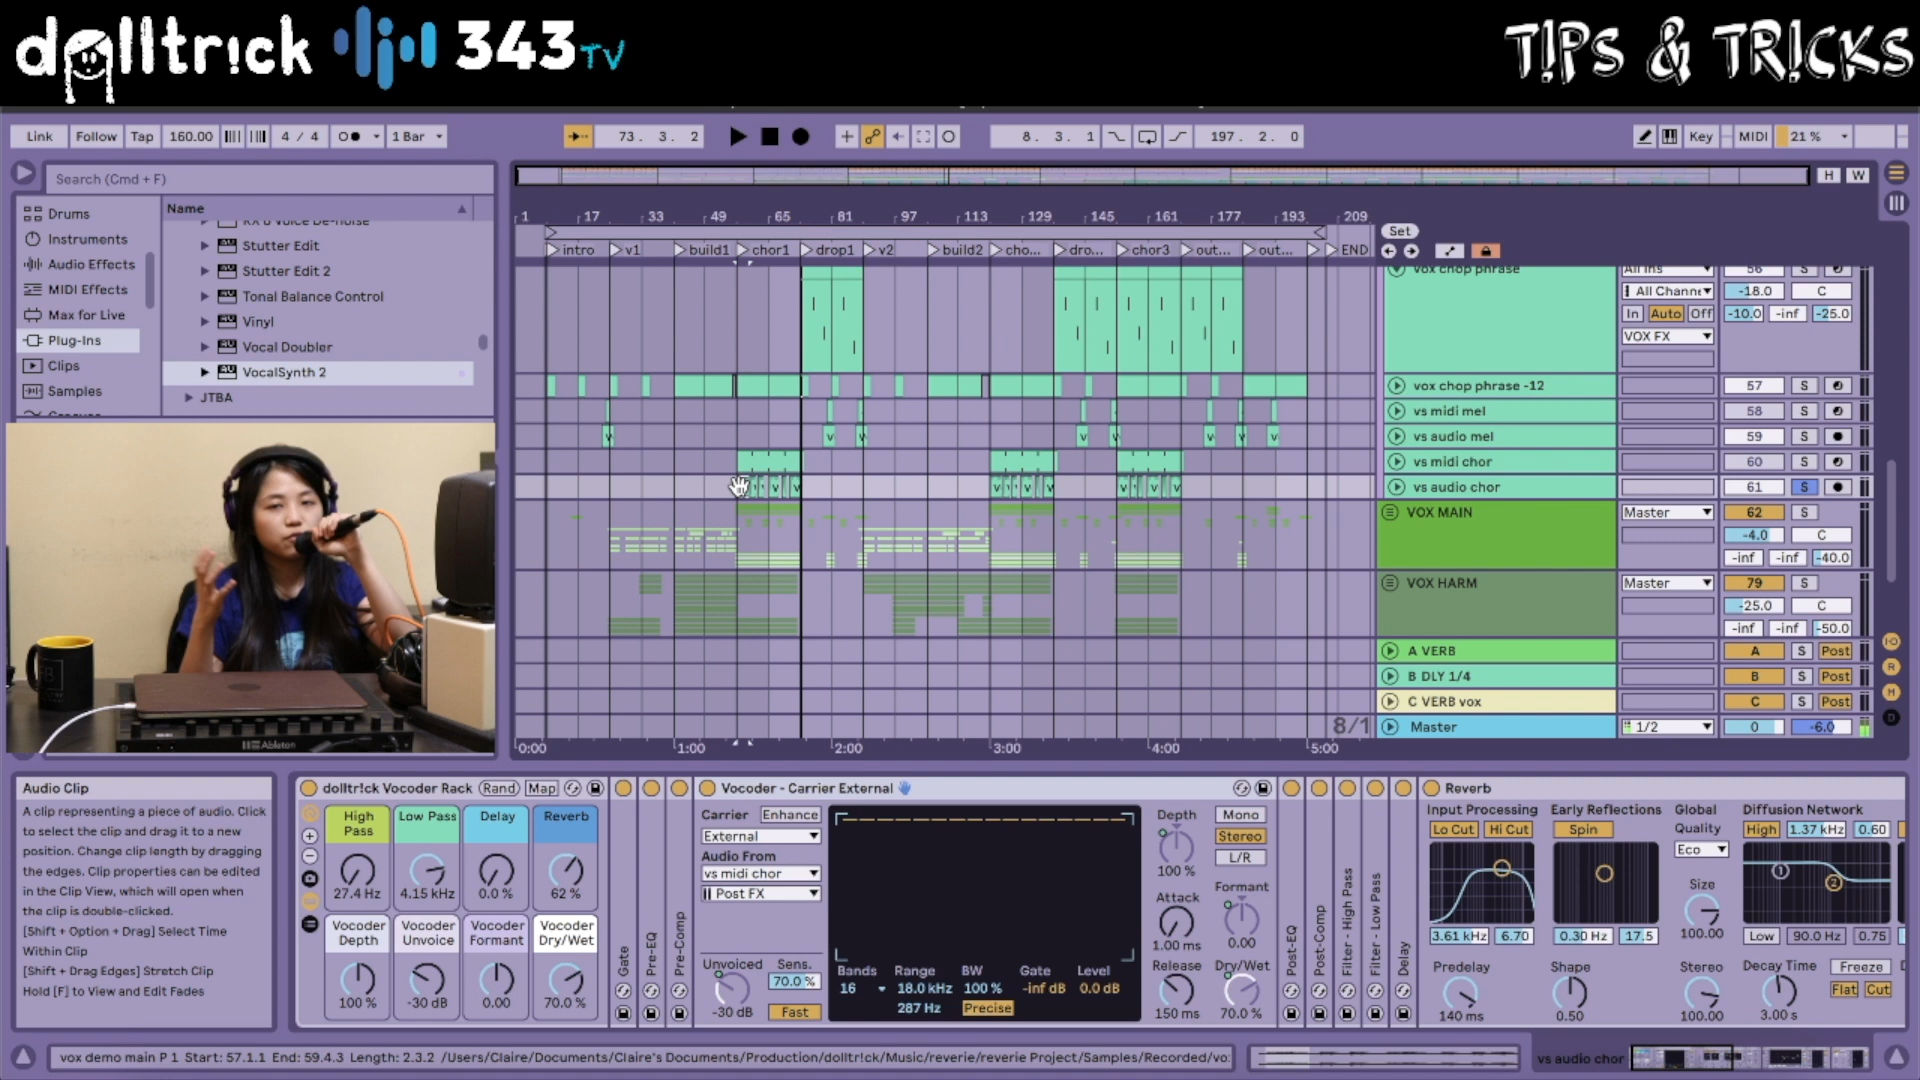 dolltr!ck 343 TV
T!PS & TR!CKS
Link Follow Tap 160.00 4 / 4 1 Bar 73. 3. 2 8. 3. 1 197. 2. 0 Key MIDI 21 %
Search (Cmd + F)
H W
Drums
Instruments
Audio Effects
MIDI Effects
Max for Live
Plug-Ins
Clips
Samples
Name
Stutter Edit
Stutter Edit 2
Tonal Balance Control
Vinyl
Vocal Doubler
VocalSynth 2
JTBA
1 17 33 49 65 81 97 113 129 145 161 177 193 209
intro v1 build1 chor1 drop1 v2 build2 cho... dro... chor3 out... out... END
Set
vox chop phrase All Ins 56 S
All Channe -18.0 C
In Auto Off -10.0 -inf -25.0
VOX FX
vox chop phrase -12 57 S
vs midi mel 58 S
vs audio mel 59 S
vs midi chor 60 S
vs audio chor 61 S
VOX MAIN Master 62 S
-4.0 C
-inf -inf -40.0
VOX HARM Master 79 S
-25.0 C
-inf -inf -50.0
A VERB A S Post
B DLY 1/4 B S Post
C VERB vox C S Post
8/1 Master 1/2 0 -6.0
0:00 1:00 2:00 3:00 4:00 5:00
Ableton
Audio Clip
A clip representing a piece of audio. Click
to select the clip and drag it to a new
position. Change clip length by dragging
the edges. Clip properties can be edited
in the Clip View, which will open when
the clip is double-clicked.
[Shift + Option + Drag] Select Time
Within Clip
[Shift + Drag Edges] Stretch Clip
Hold [F] to View and Edit Fades
dolltr!ck Vocoder Rack Rand Map
High Pass Low Pass Delay Reverb
27.4 Hz 4.15 kHz 0.0 % 62 %
Vocoder Depth Vocoder Unvoice Vocoder Formant Vocoder Dry/Wet
100 % -30 dB 0.00 70.0 %
Gate
Pre-EQ
Pre-Comp
Vocoder - Carrier External
Carrier Enhance
External
Audio From
vs midi chor
Post FX
Unvoiced Sens.
70.0 %
-30 dB Fast
Bands Range BW Gate Level
16 18.0 kHz 100 % -inf dB 0.0 dB
287 Hz Precise
Depth Mono
Stereo
100 % L/R
Attack Formant
1.00 ms 0.00
Release Dry/Wet
150 ms 70.0 %
Post-EQ
Post-Comp
Filter - High Pass
Filter - Low Pass
Delay
Reverb
Input Processing Early Reflections Global Diffusion Network
Lo Cut Hi Cut Spin Quality High 1.37 kHz 0.60
Eco
Size
3.61 kHz 6.70 0.30 Hz 17.5 100.00 Low 90.0 Hz 0.75
Predelay Shape Stereo Decay Time Freeze
Flat Cut
140 ms 0.50 100.00 3.00 s
vox demo main P 1 Start: 57.1.1 End: 59.4.3 Length: 2.3.2 /Users/Claire/Documents/Claire's Documents/Production/dolltr!ck/Music/reverie/reverie Project/Samples/Recorded/vo:
vs audio chor